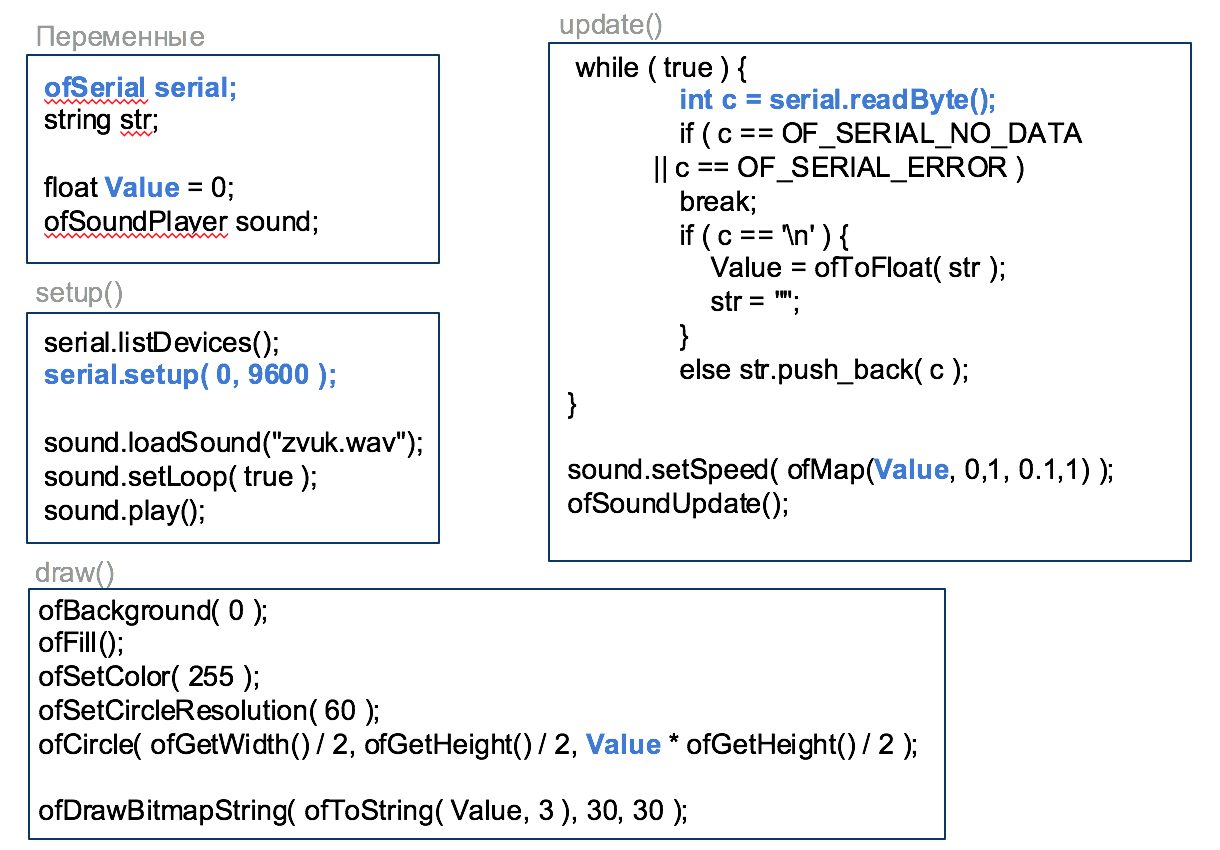 Переменные
ofSerial serial;
string str;
float Value = 0;
ofSoundPlayer sound;
setup()
serial.listDevices();
serial.setup( 0, 9600 );
sound.loadSound("zvuk.wav");
sound.setLoop( true );
sound.play();
update()
while ( true ) {
int c = serial.readByte();
if ( c == OF_SERIAL_NO_DATA
|| c == OF_SERIAL_ERROR )
break;
if ( c == '\n' ) {
Value = ofToFloat( str );
str = "";
}
else str.push_back( c );
}
sound.setSpeed( ofMap(Value, 0,1, 0.1,1) );
ofSoundUpdate();
draw()
ofBackground( 0 );
ofFill();
ofSetColor( 255 );
ofSetCircleResolution( 60 );
ofCircle( ofGetWidth() / 2, ofGetHeight() / 2, Value * ofGetHeight() / 2 );
ofDrawBitmapString( ofToString( Value, 3 ), 30, 30 );